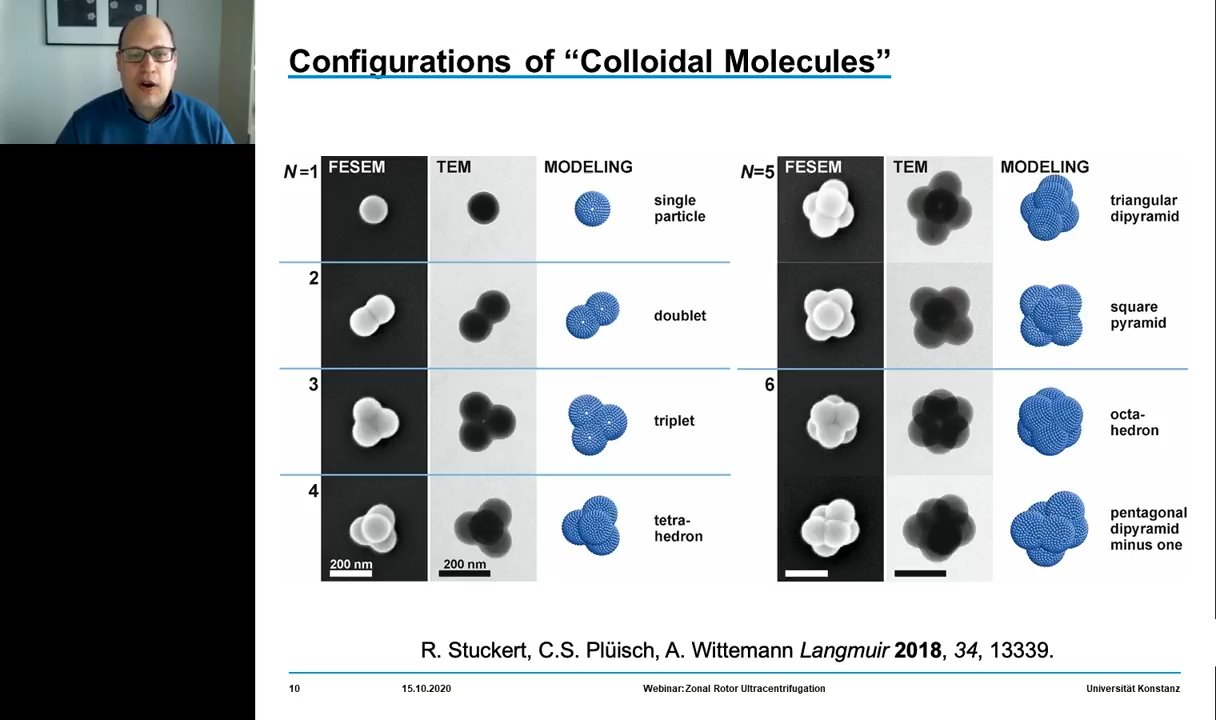 Configurations of “Colloidal Molecules”
N=1 FESEM TEM MODELING
single
particle
2
doublet
3
triplet
4
tetra-
hedron
200 nm 200 nm
N=5 FESEM TEM MODELING
triangular
dipyramid
square
pyramid
6
octa-
hedron
pentagonal
dipyramid
minus one
R. Stuckert, C.S. Plüisch, A. Wittemann Langmuir 2018, 34, 13339.
10 15.10.2020 Webinar: Zonal Rotor Ultracentrifugation Universität Konstanz